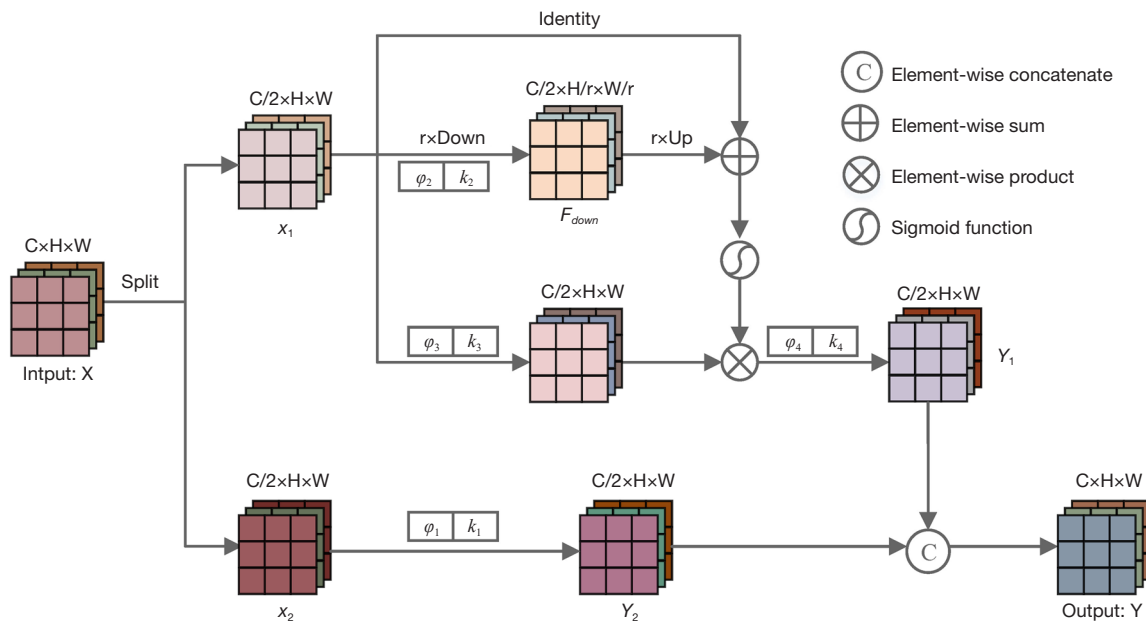 Identity
C Element-wise concatenate
Element-wise sum
Element-wise product
Sigmoid function
C/2×H×W
r×Down
φ2 k2
x1
C/2×H/r×W/r
r×Up
Fdown
C×H×W
Split
Intput: X
φ3 k3
C/2×H×W
φ4 k4
C/2×H×W
Y1
C/2×H×W
φ1 k1
x2
C/2×H×W
Y2
C
C×H×W
Output: Y